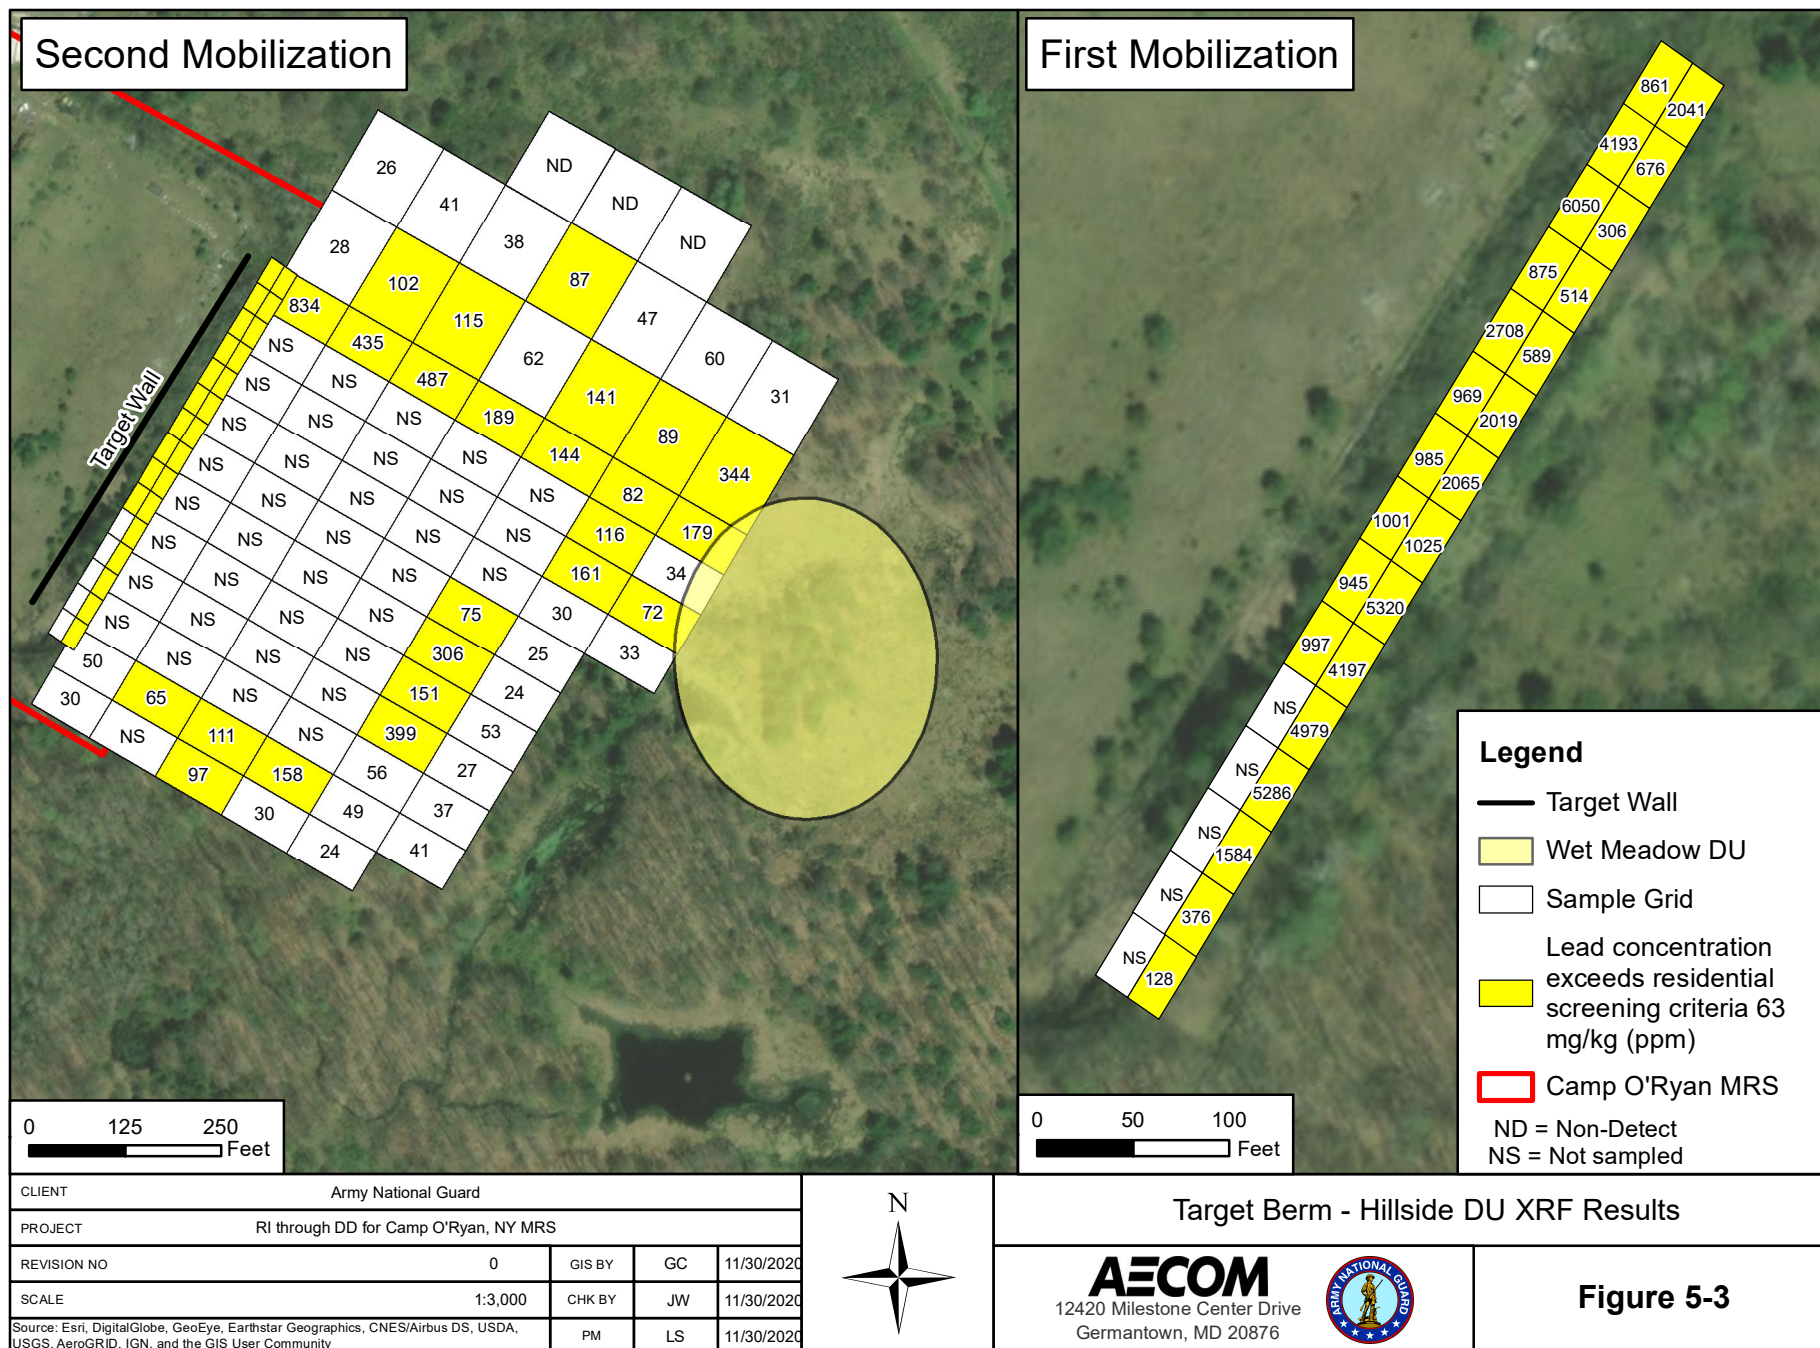 Second Mobilization
26
41
ND
ND
ND
28
38
102
87
115
47
834
435
62
60
NS
487
141
31
NS
NS
189
89
NS
NS
144
344
NS
NS
NS
82
179
NS
NS
NS
NS
116
34
NS
NS
NS
NS
161
72
NS
NS
NS
NS
30
33
NS
NS
NS
75
25
NS
NS
NS
306
24
50
NS
NS
NS
151
53
30
65
NS
NS
399
27
NS
111
NS
56
37
97
158
49
41
30
24
Target Wall
0 125 250
Feet
First Mobilization
861
2041
4193
676
6050
306
875
514
2708
589
969
2019
985
2065
1001
1025
945
5320
997
4197
NS
4979
NS
5286
NS
1584
NS
376
NS
128
0 50 100
Feet
Legend
Target Wall
Wet Meadow DU
Sample Grid
Lead concentration
exceeds residential
screening criteria 63
mg/kg (ppm)
Camp O'Ryan MRS
ND = Non-Detect
NS = Not sampled
CLIENT Army National Guard
PROJECT RI through DD for Camp O'Ryan, NY MRS
REVISION NO 0 GIS BY GC 11/30/2020
SCALE 1:3,000 CHK BY JW 11/30/2020
Source: Esri, DigitalGlobe, GeoEye, Earthstar Geographics, CNES/Airbus DS, USDA,
USGS, AeroGRID, IGN, and the GIS User Community
PM LS 11/30/2020
N
Target Berm - Hillside DU XRF Results
AECOM
12420 Milestone Center Drive
Germantown, MD 20876
ARMY NATIONAL GUARD
Figure 5-3